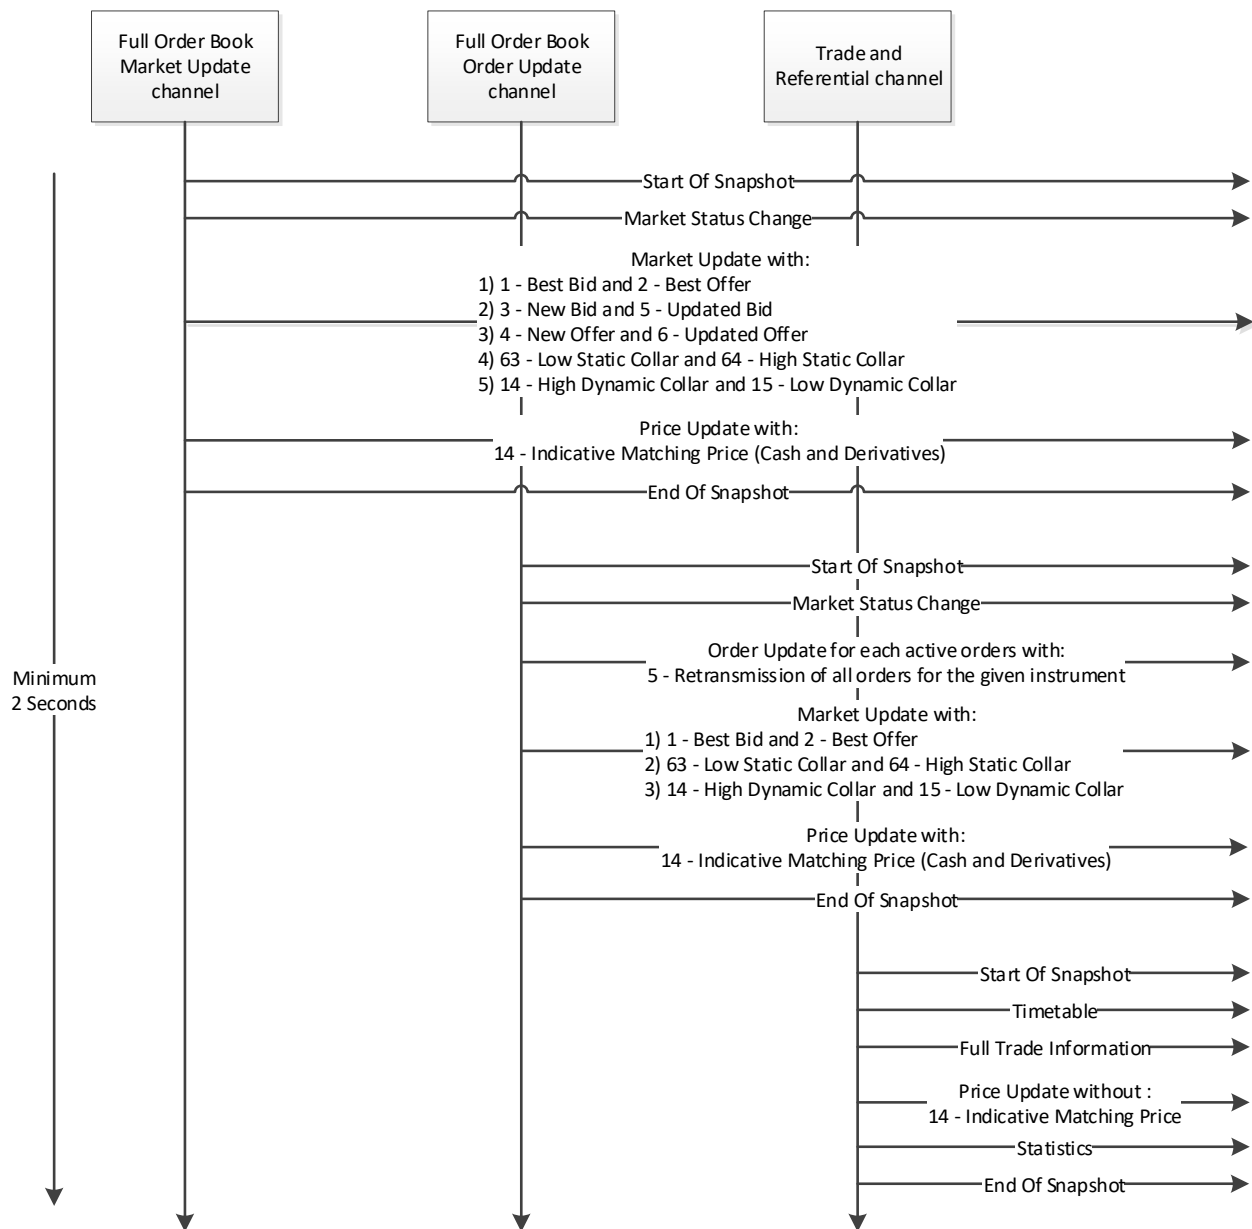 Full Order Book
Market Update
channel
Full Order Book
Order Update
channel
Trade and
Referential channel
Start Of Snapshot
Market Status Change
Market Update with:
1) 1 - Best Bid and 2 - Best Offer
2) 3 - New Bid and 5 - Updated Bid
3) 4 - New Offer and 6 - Updated Offer
4) 63 - Low Static Collar and 64 - High Static Collar
5) 14 - High Dynamic Collar and 15 - Low Dynamic Collar
Price Update with:
14 - Indicative Matching Price (Cash and Derivatives)
End Of Snapshot
Start Of Snapshot
Market Status Change
Order Update for each active orders with:
5 - Retransmission of all orders for the given instrument
Minimum
2 Seconds
Market Update with:
1) 1 - Best Bid and 2 - Best Offer
2) 63 - Low Static Collar and 64 - High Static Collar
3) 14 - High Dynamic Collar and 15 - Low Dynamic Collar
Price Update with:
14 - Indicative Matching Price (Cash and Derivatives)
End Of Snapshot
Start Of Snapshot
Timetable
Full Trade Information
Price Update without :
14 - Indicative Matching Price
Statistics
End Of Snapshot